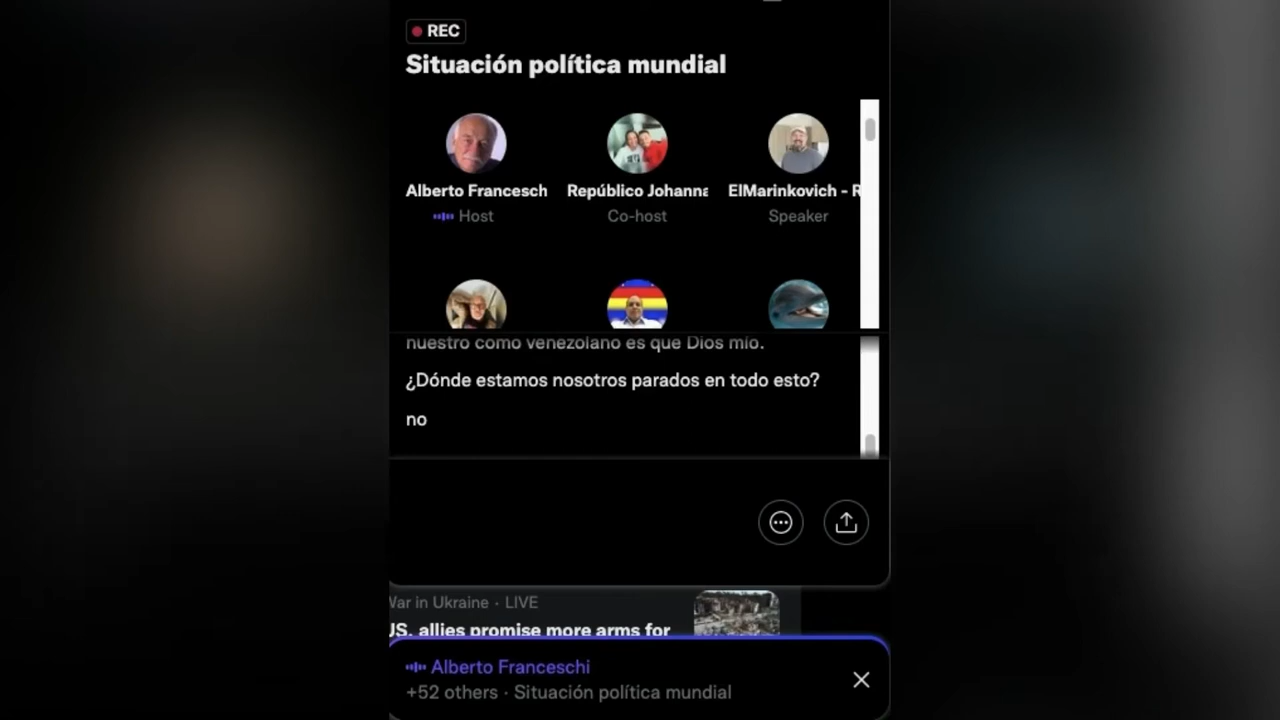 REC
Situación política mundial
Alberto Francesch
Repúblico Johanna
ElMarinkovich - R
Host
Co-host
Speaker
nuestro como venezolano es que Dios mío.
¿Dónde estamos nosotros parados en todo esto?
no
War in Ukraine · LIVE
US, allies promise more arms for
Alberto Franceschi
+52 others · Situación política mundial